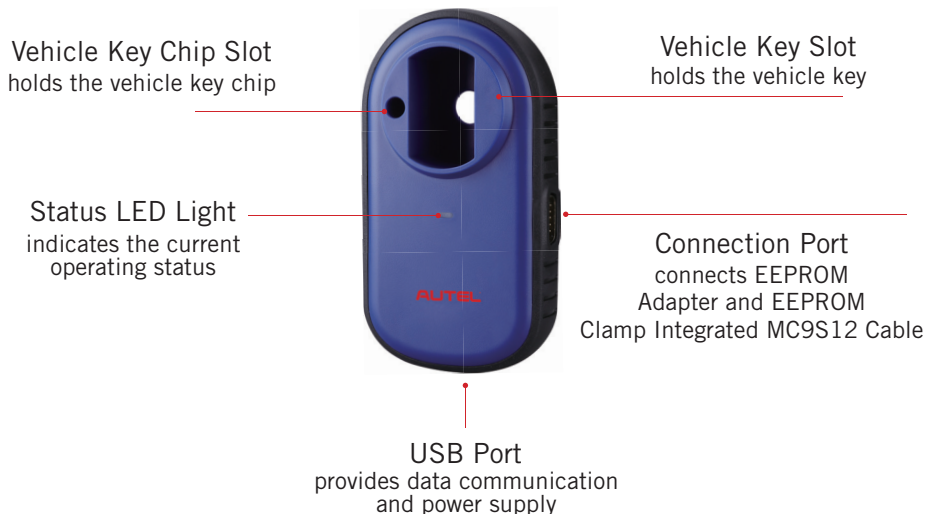 Vehicle Key Chip Slot
holds the vehicle key chip
Vehicle Key Slot
holds the vehicle key
Status LED Light
indicates the current
operating status
Connection Port
connects EEPROM
Adapter and EEPROM
Clamp Integrated MC9S12 Cable
AUTEL
USB Port
provides data communication
and power supply